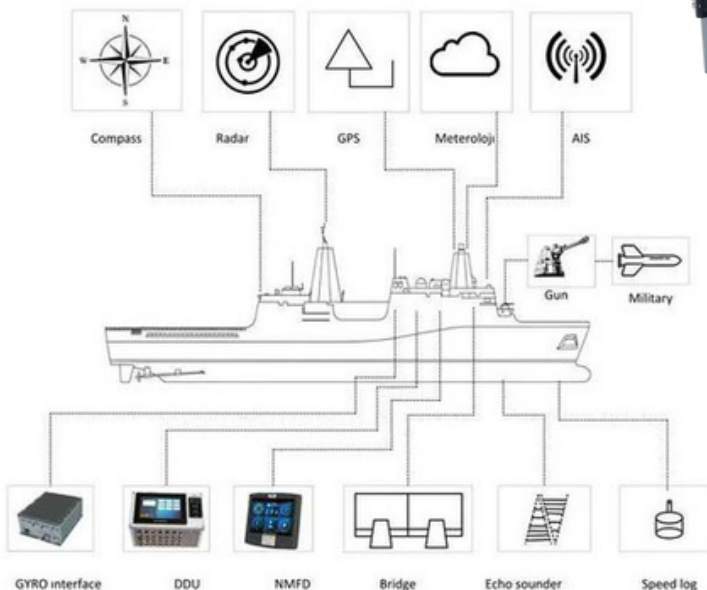 N
W E
S
Compass Radar GPS Meteroloji AIS
Gun Military
GYRO ınterface DDU NMFD Bridge Echo sounder Speed log